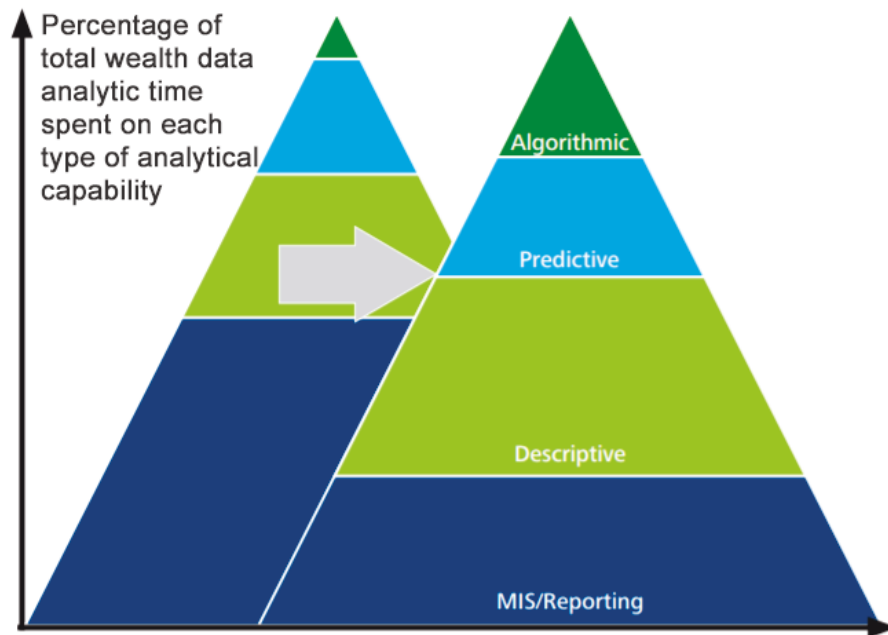 Percentage of
total wealth data
analytic time
spent on each
type of analytical
capability
Algorithmic
Predictive
Descriptive
MIS/Reporting